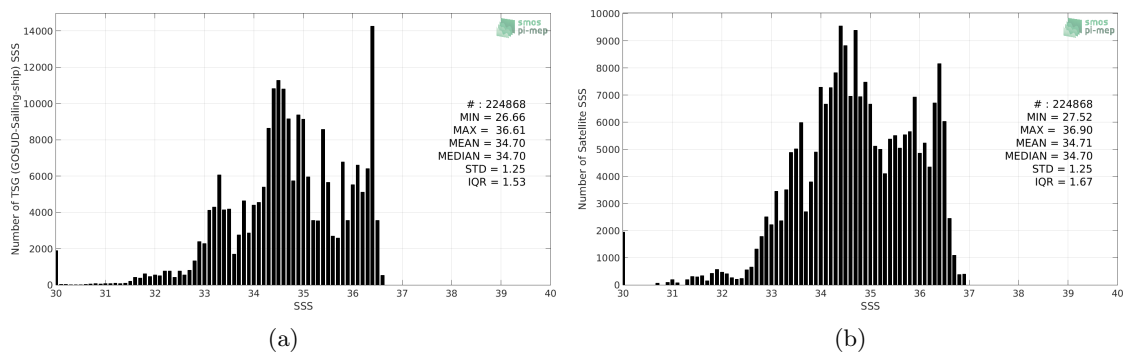 14000
12000
10000
8000
6000
4000
2000
0
Number of TSG (GOSUD-Sailing-ship) SSS
smos
pi-mep
# : 224868
MIN = 26.66
MAX = 36.61
MEAN = 34.70
MEDIAN = 34.70
STD = 1.25
IQR = 1.53
30 31 32 33 34 35 36 37 38 39 40
SSS
(a)
10000
9000
8000
7000
6000
5000
4000
3000
2000
1000
0
Number of Satellite SSS
smos
pi-mep
# : 224868
MIN = 27.52
MAX = 36.90
MEAN = 34.71
MEDIAN = 34.70
STD = 1.25
IQR = 1.67
30 31 32 33 34 35 36 37 38 39 40
SSS
(b)